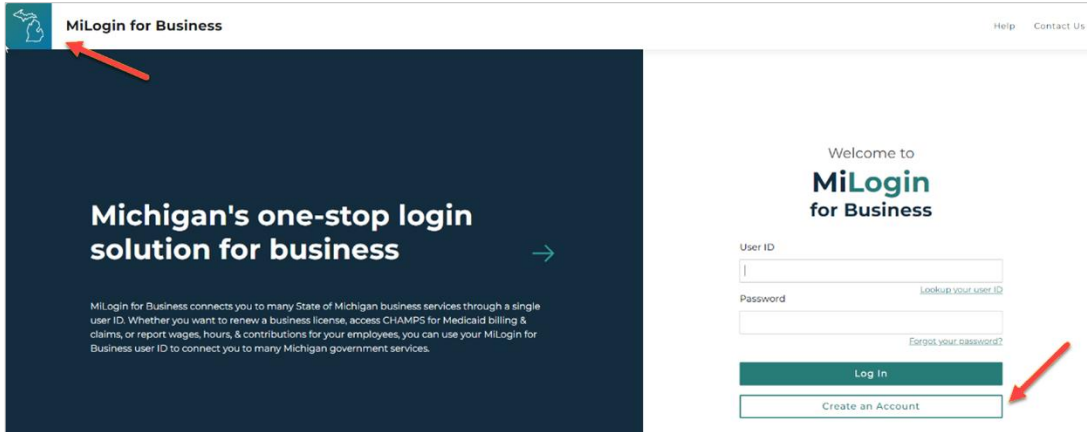 MiLogin for Business
Help Contact Us
Michigan's one-stop login
solution for business
MiLogin for Business connects you to many State of Michigan business services through a single
user ID. Whether you want to renew a business license, access CHAMPS for Medicaid billing &
claims, or report wages, hours, & contributions for your employees, you can use your MiLogin for
Business user ID to connect you to many Michigan government services.
Welcome to
MiLogin
for Business
User ID
Lookup your user ID
Password
Forgot your password?
Log In
Create an Account